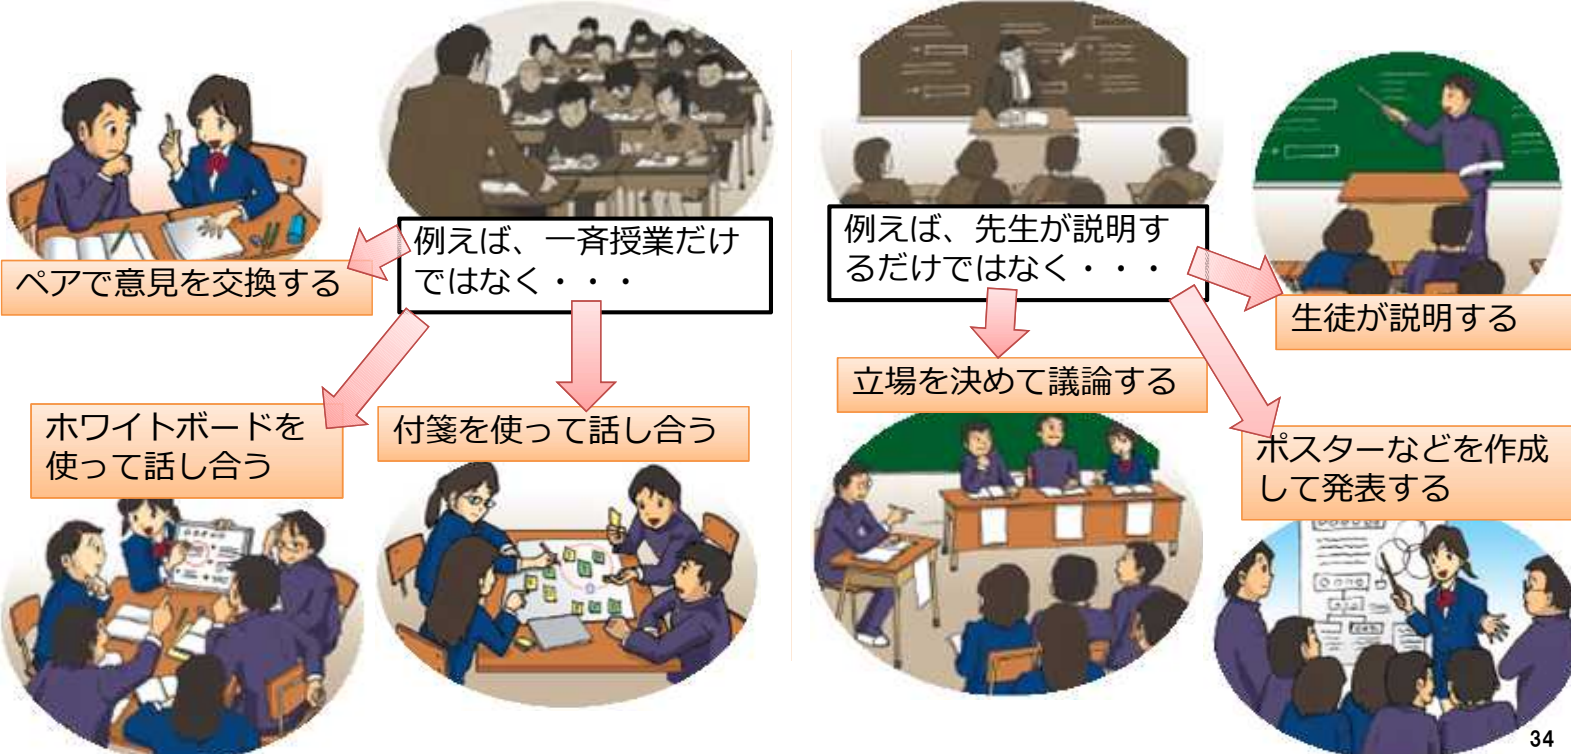 例えば、一斉授業だけ
ではなく・・・
ペアで意見を交換する
ホワイトボードを
使って話し合う
付箋を使って話し合う
例えば、先生が説明す
るだけではなく・・・
生徒が説明する
立場を決めて議論する
ポスターなどを作成
して発表する
34